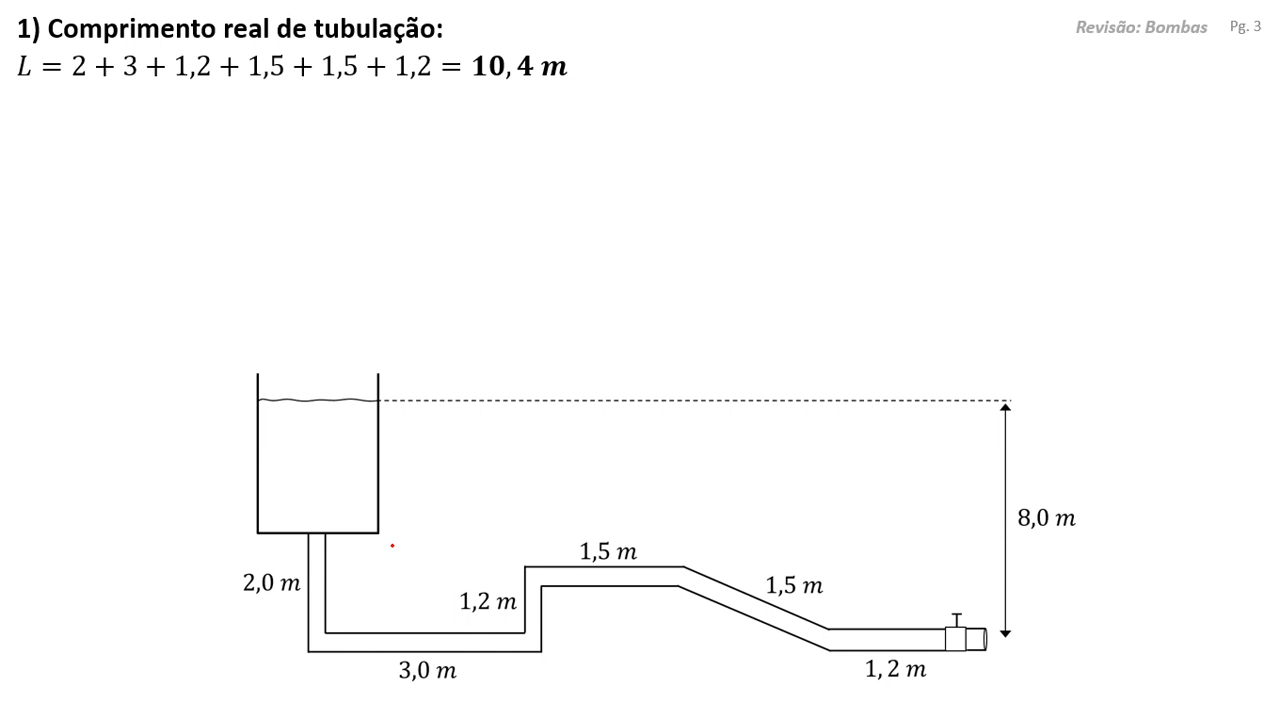 1) Comprimento real de tubulação:
Revisão: Bombas Pg. 3
L = 2 + 3 + 1,2 + 1,5 + 1,5 + 1,2 = 10,4 m
8,0 m
1,5 m
2,0 m
1,2 m
1,5 m
3,0 m
1,2 m